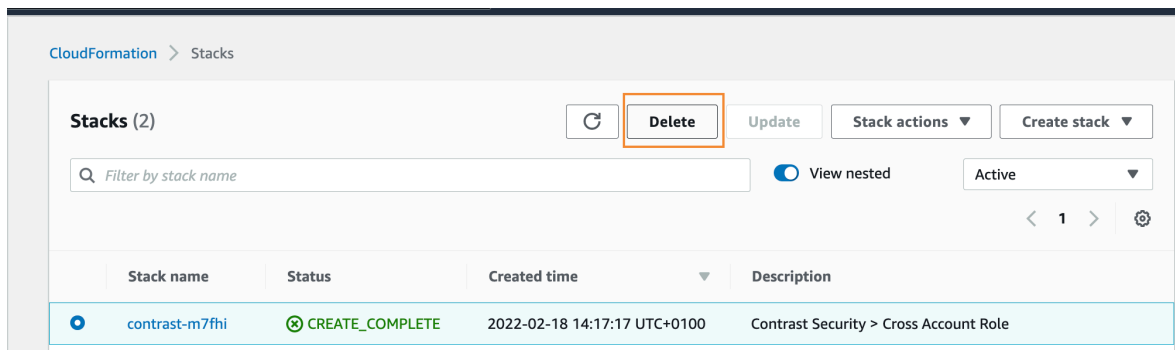 CloudFormation > Stacks
Stacks (2)
Delete
Update
Stack actions
Create stack
Filter by stack name
View nested
Active
1
Stack name Status Created time Description
contrast-m7fhi CREATE_COMPLETE 2022-02-18 14:17:17 UTC+0100 Contrast Security > Cross Account Role